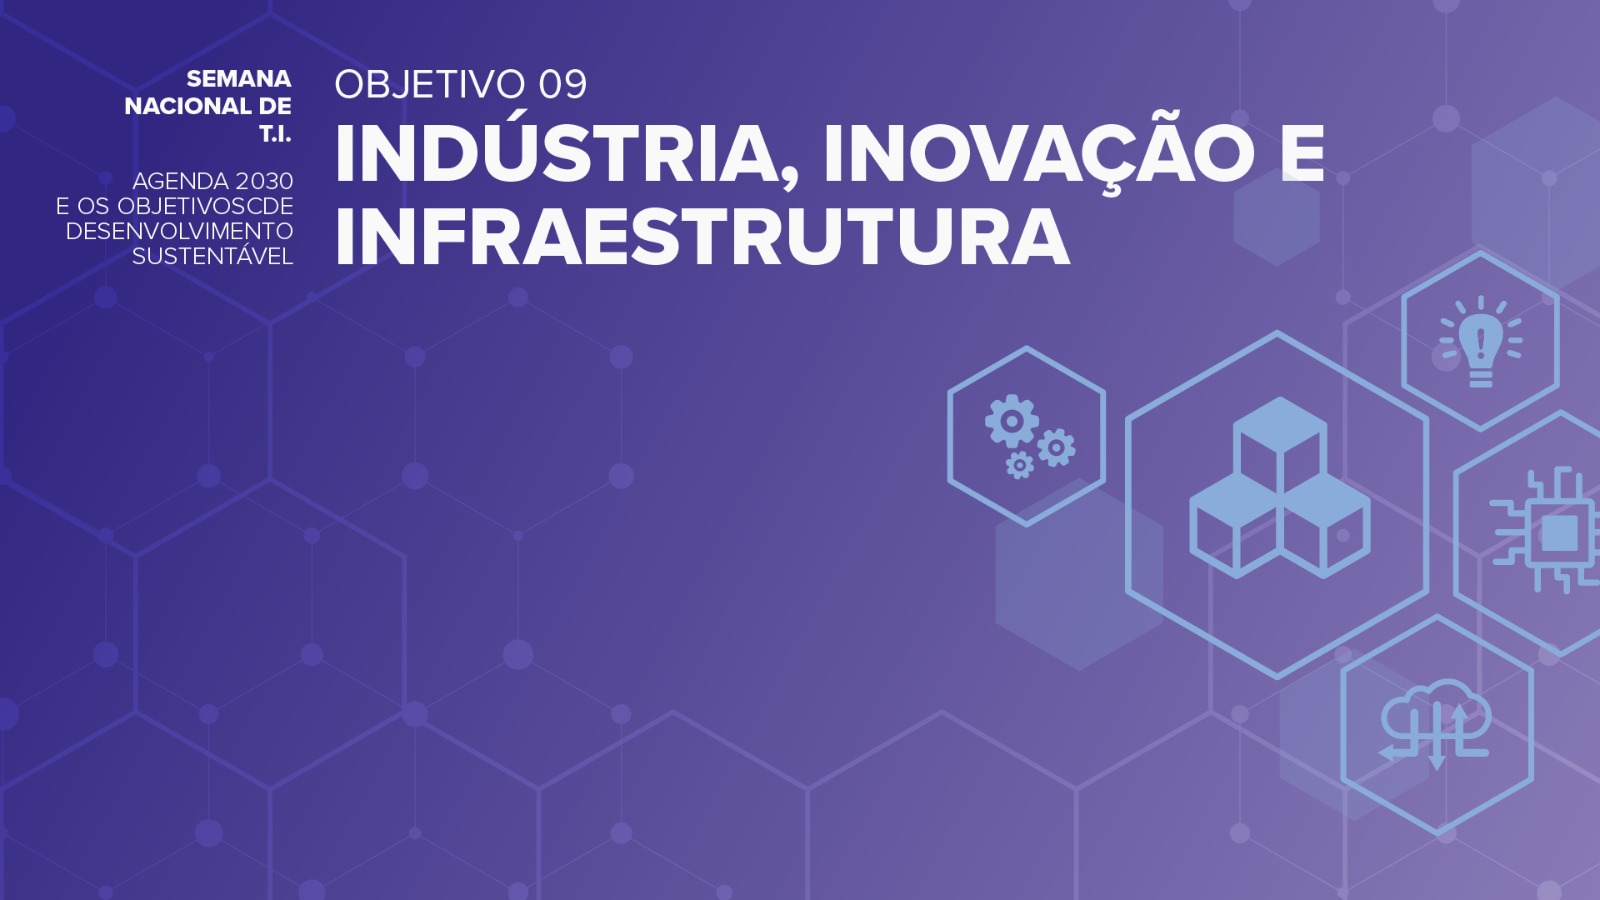 SEMANA
NACIONAL DE
T.I.
AGENDA 2030
E OS OBJETIVOSCDE
DESENVOLVIMENTO
SUSTENTÁVEL
OBJETIVO 09
INDÚSTRIA, INOVAÇÃO E
INFRAESTRUTURA